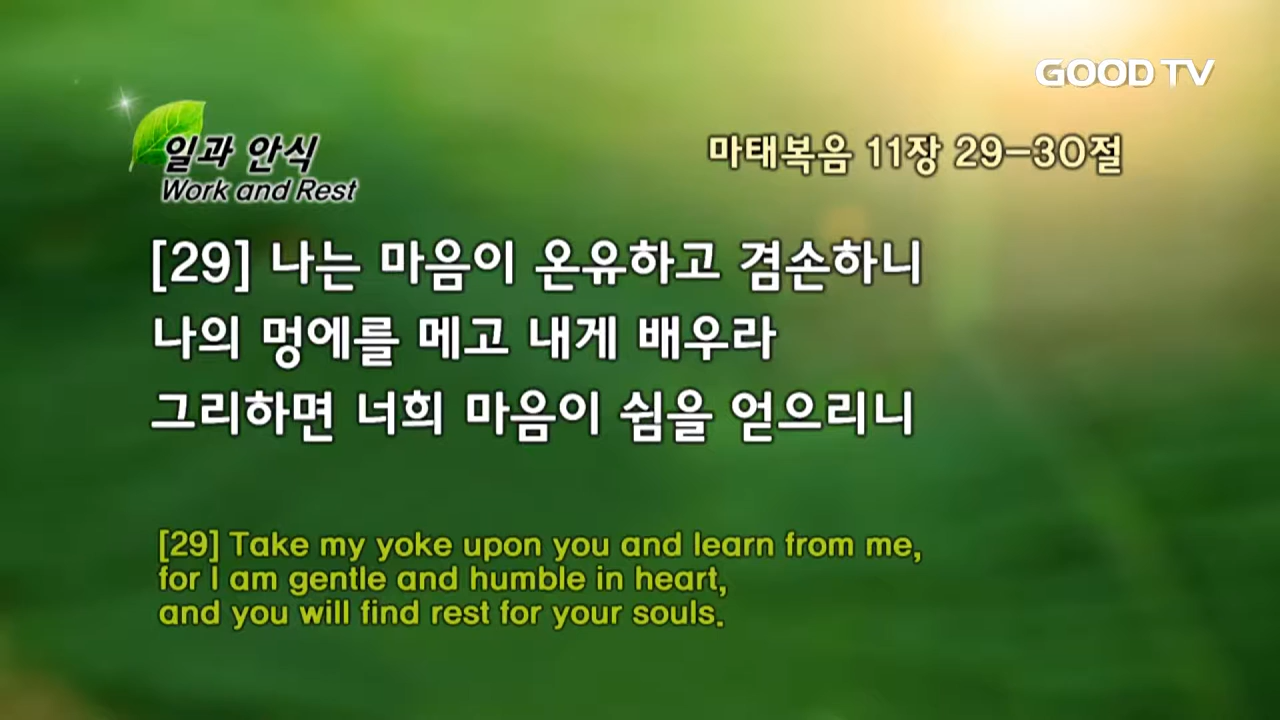 GOOD TV
일과 안식
Work and Rest
마태복음 11장 29-30절
[29] 나는 마음이 온유하고 겸손하니
나의 멍에를 메고 내게 배우라
그리하면 너희 마음이 쉼을 얻으리니
[29] Take my yoke upon you and learn from me,
for I am gentle and humble in heart,
and you will find rest for your souls.